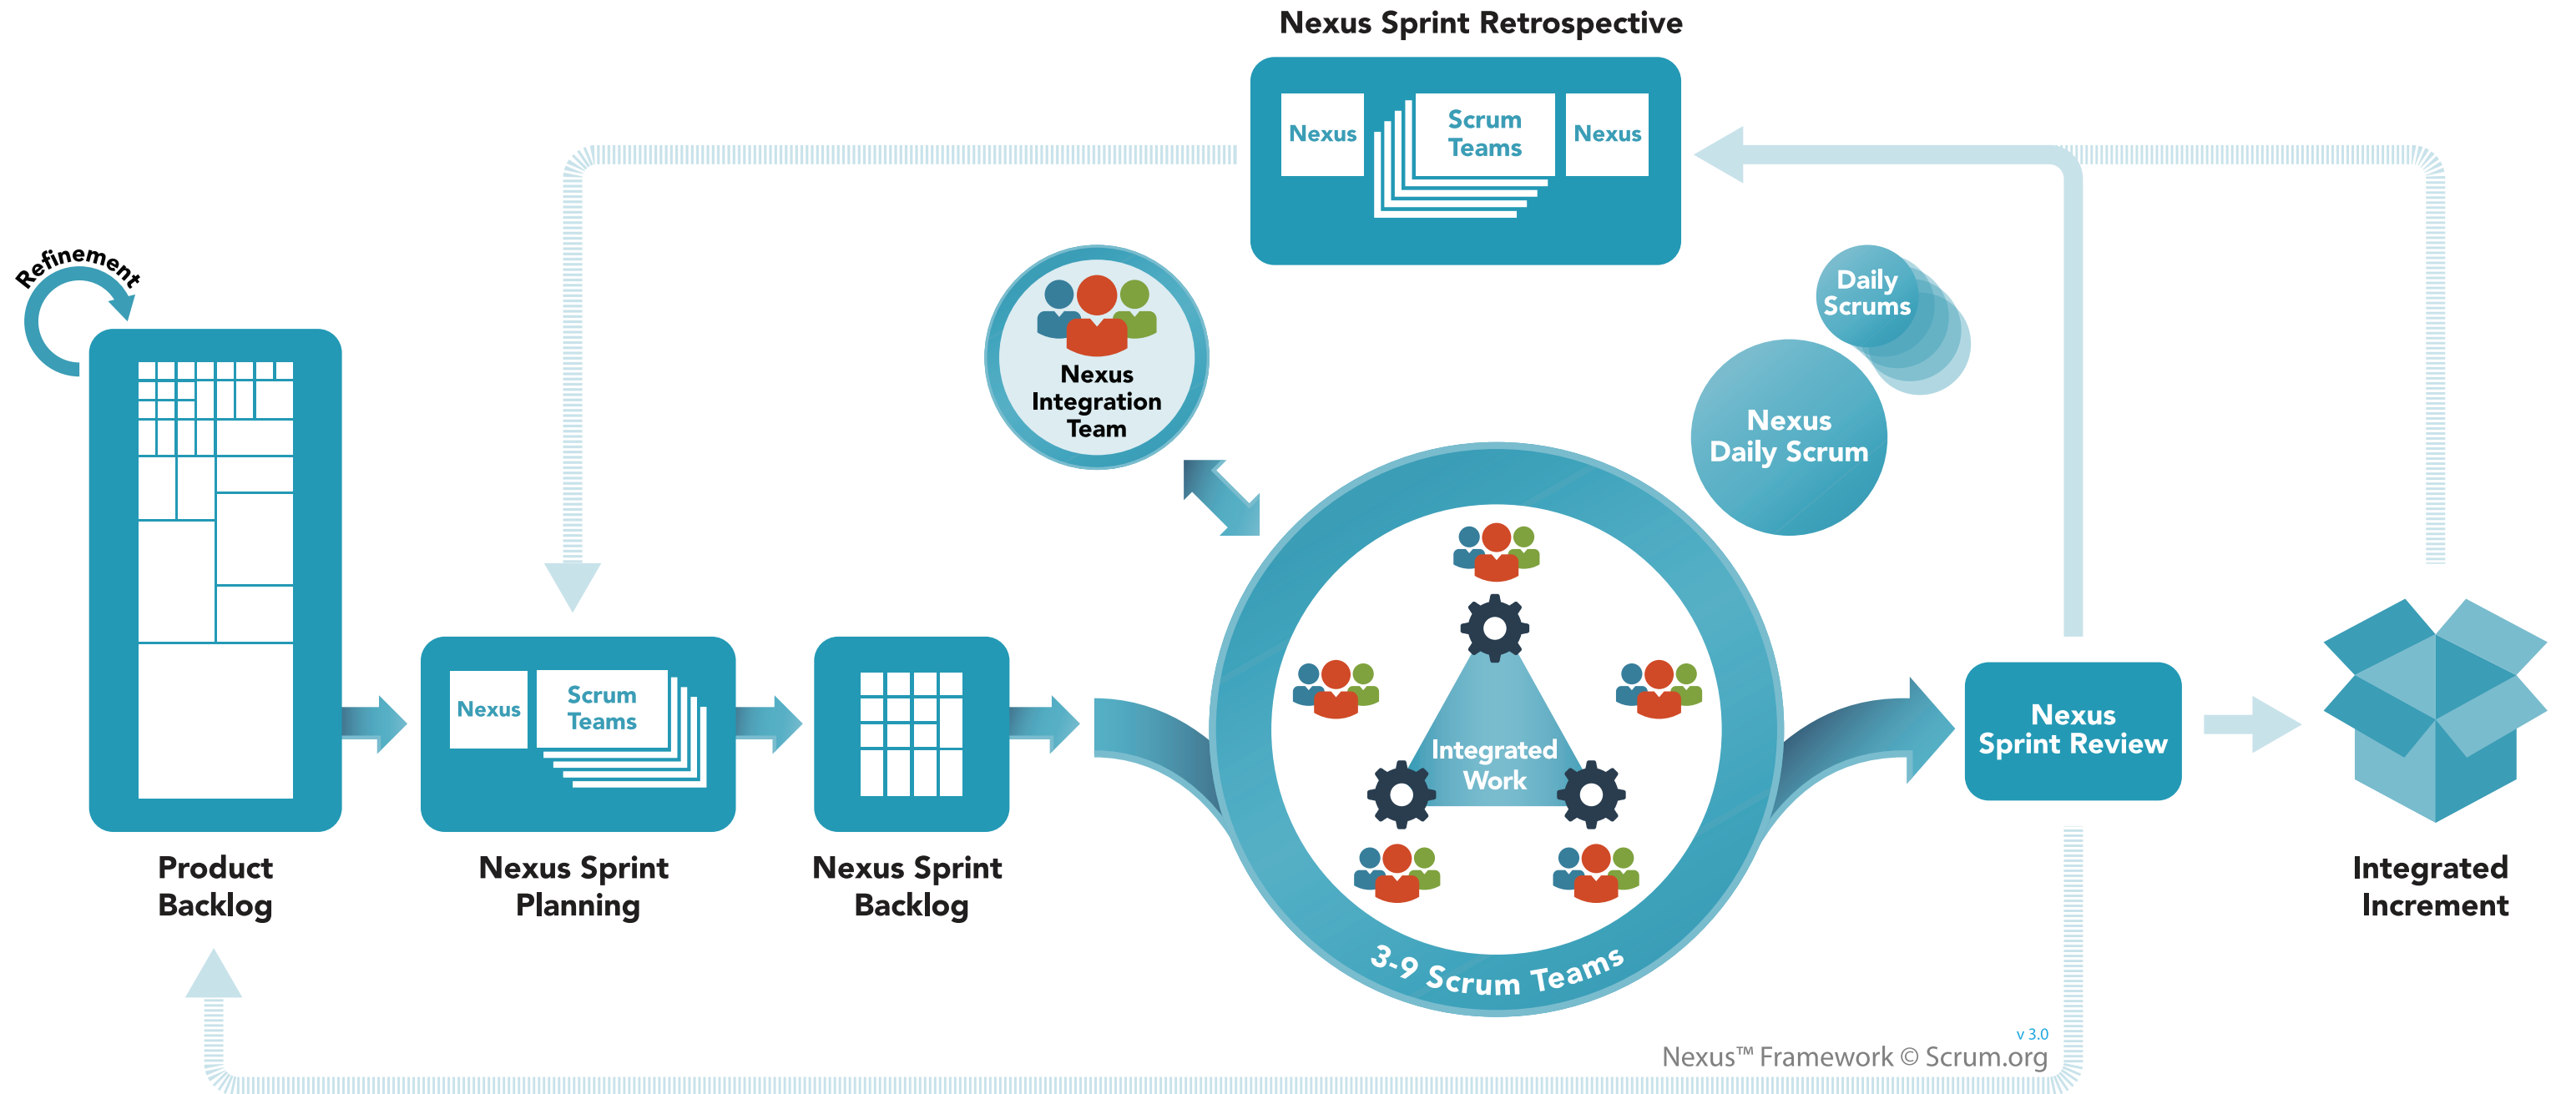 Nexus Sprint Retrospective
Nexus
Scrum
Teams
Nexus
Refinement
Daily
Scrums
Nexus
Integration
Team
Nexus
Daily Scrum
Nexus
Scrum
Teams
Integrated
Work
Nexus
Sprint Review
Product
Backlog
Nexus Sprint
Planning
Nexus Sprint
Backlog
Integrated
Increment
3-9 Scrum Teams
v 3.0
Nexus™ Framework © Scrum.org